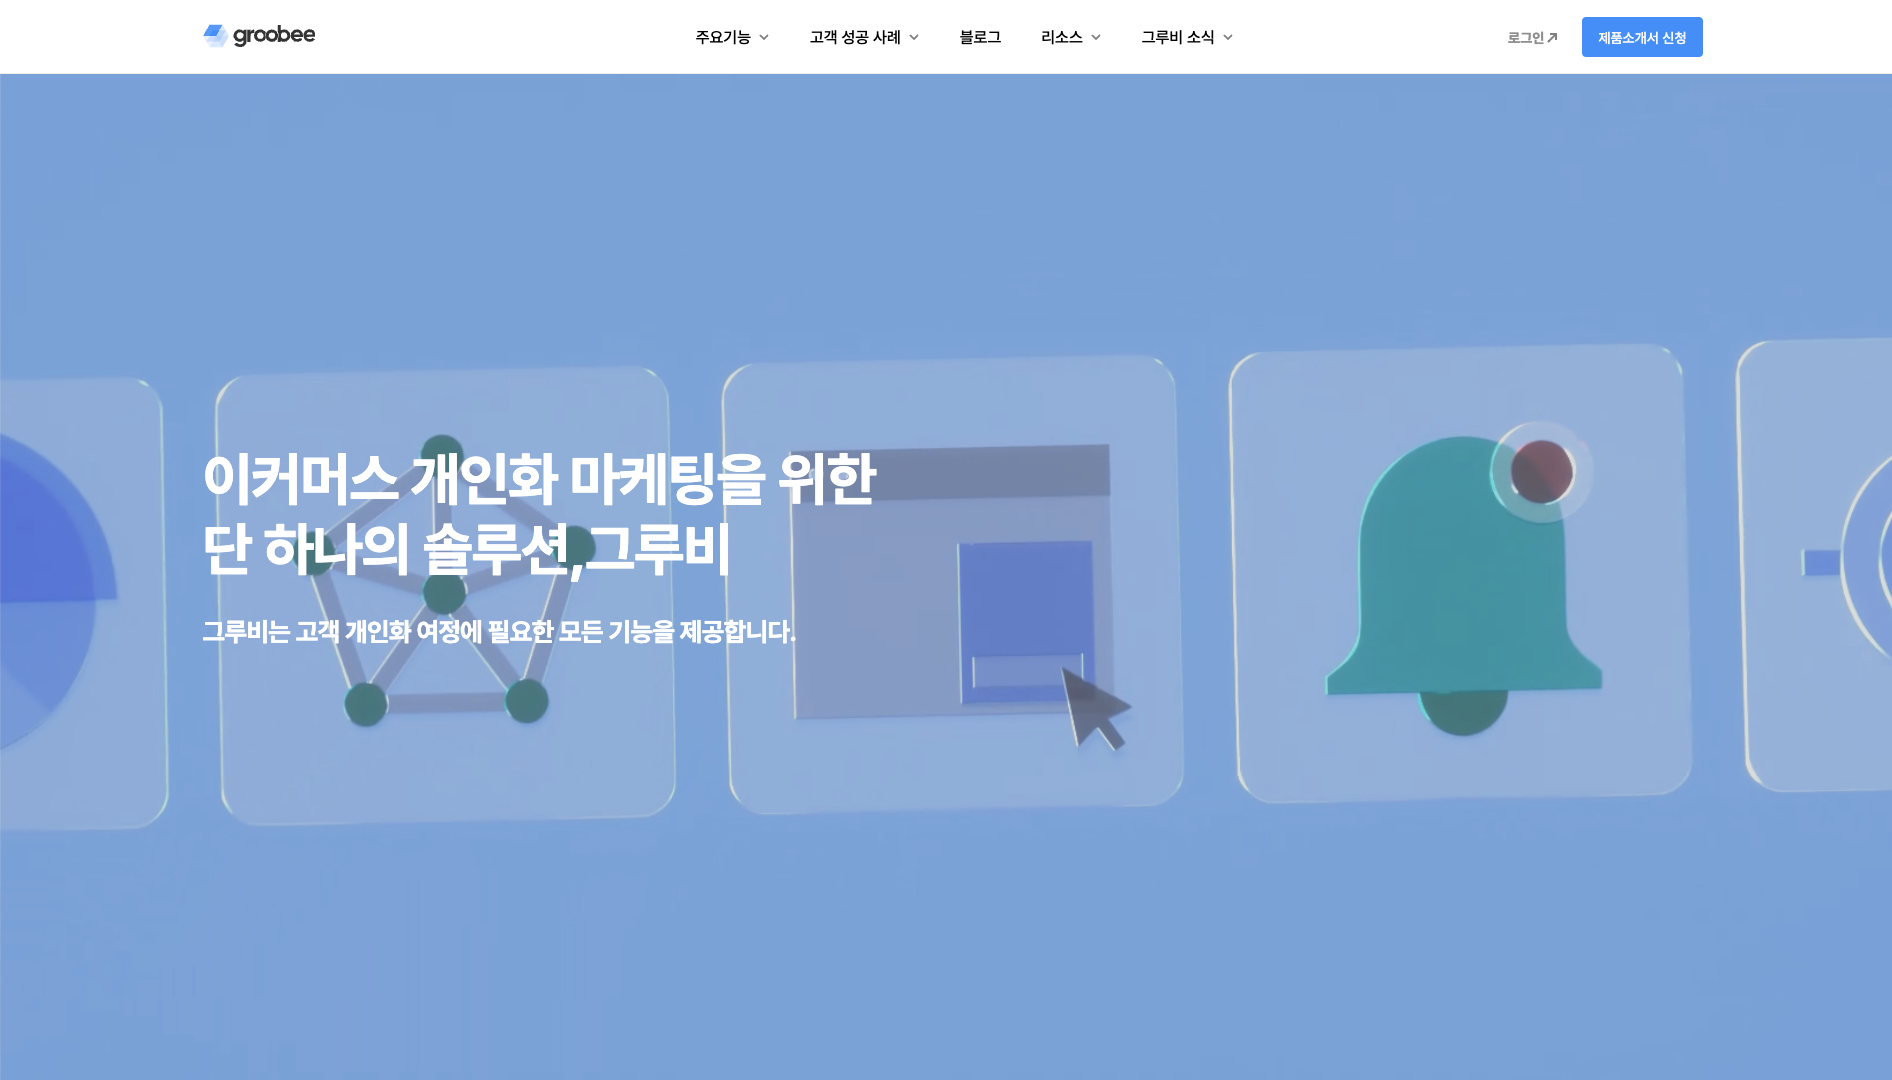 groobee
주요기능
고객 성공 사례
블로그
리소스
그루비 소식
로그인
제품소개서 신청
이커머스 개인화 마케팅을 위한
단 하나의 솔루션,그루비
그루비는 고객 개인화 여정에 필요한 모든 기능을 제공합니다.